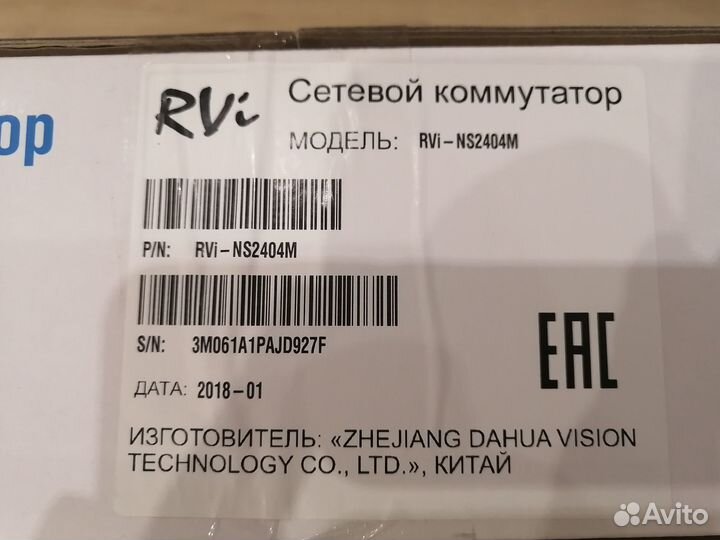 ор
RVi
Сетевой коммутатор
МОДЕЛЬ: RVi-NS2404M
P/N: RVi-NS2404M
S/N: 3M061A1PAJD927F
ДАТА: 2018-01
EAC
ИЗГОТОВИТЕЛЬ: «ZHEJIANG DAHUA VISION
TECHNOLOGY CO., LTD.», КИТАЙ
Avito